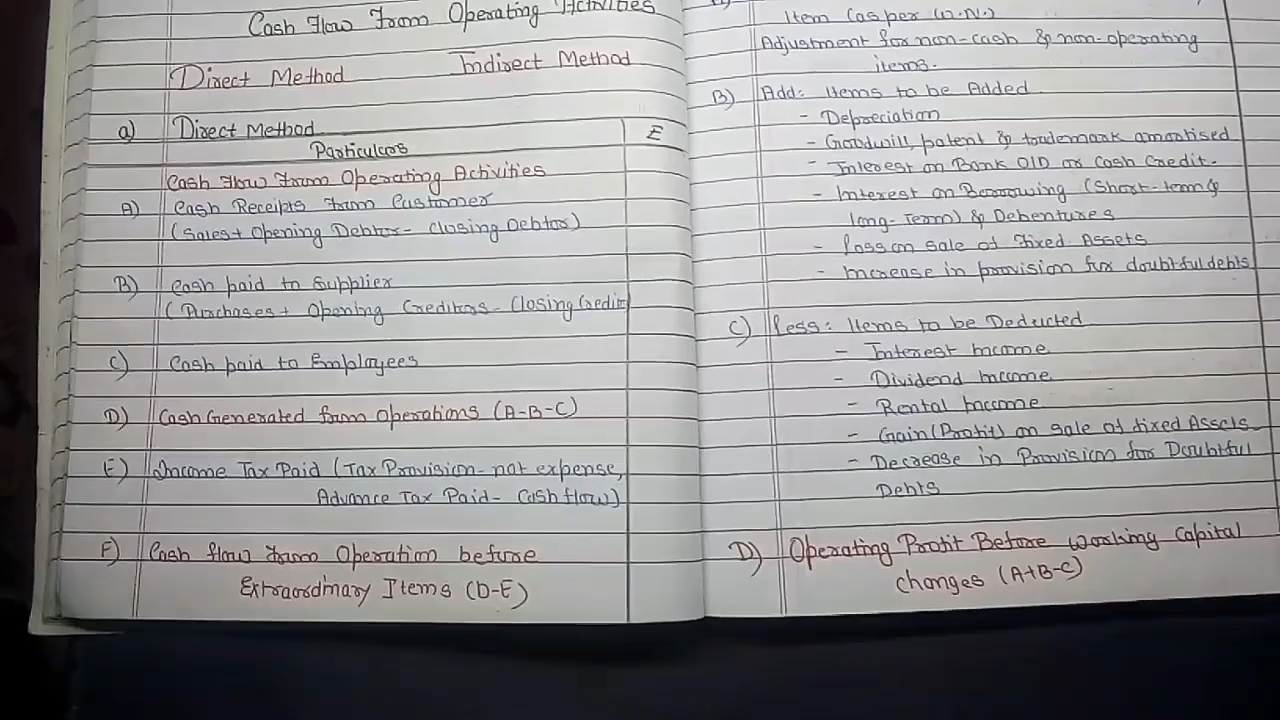 Cash Flow From Operating Activities
Direct Method
Indirect Method
a) Direct Method
Particulars
Cash Flow From Operating Activities
A) Cash Receipts From Customer
(Sales + Opening Debtor - Closing Debtor)
B) Cash paid to Supplier
(Purchases + Opening Creditors - Closing Credit
C) Cash paid to Employees
D) Cash Generated from Operations (A-B-C)
E) Income Tax Paid (Tax Provision - not expense,
Advance Tax Paid - Cash flow)
F) Cash flow from Operation before
Extraordinary Items (D-E)
Item (as per W.N.)
Adjustment for non-cash & non-operating
items.
B) Add: Items to be Added
- Depreciation
- Goodwill, patent & trademark amortised
- Interest on Bank O/D or Cash Credit.
- Interest on Borrowing (Short-term &
long-Term) & Debentures
- loss on sale of Fixed Assets
- Increase in provision for doubtful debts
C) less: Items to be Deducted
- Interest Income
- Dividend Income
- Rental Income
- Gain (Profit) on sale of fixed Assets
- Decrease in Provision for Doubtful
Debts
D) Operating Profit Before Working Capital
changes (A+B-C)